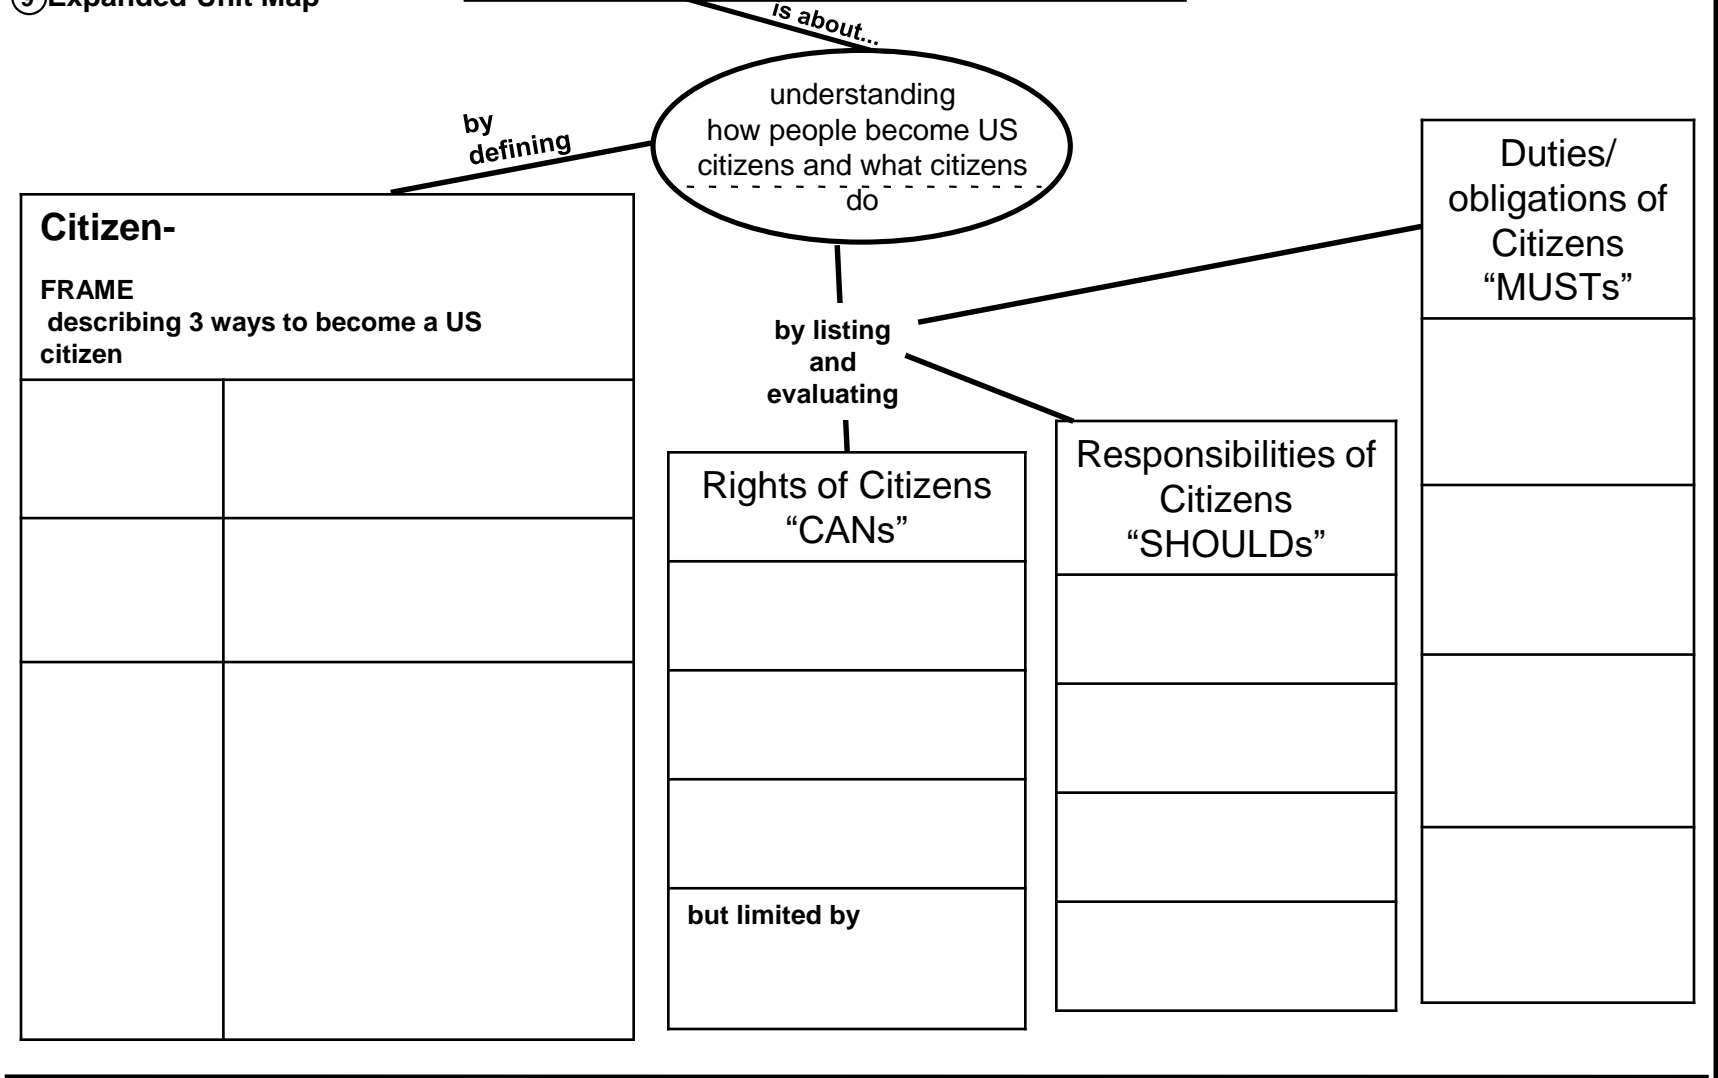 9 Expanded Unit Map
is about...
understanding
how people become US
citizens and what citizens
do
by
defining
Citizen-
FRAME
describing 3 ways to become a US
citizen
by listing
and
evaluating
Rights of Citizens
“CANs”
but limited by
Responsibilities of
Citizens
“SHOULDs”
Duties/
obligations of
Citizens
“MUSTs”